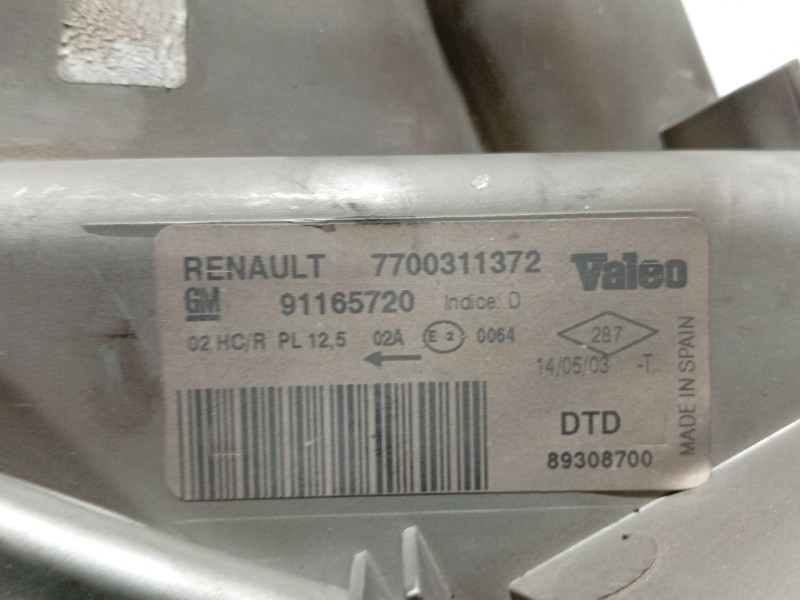 RENAULT 7700311372 Valeo
GM 91165720 Indice: D
02 HC/R PL 12,5 02A E 2 0064 287
14/05/03 -T
DTD
89308700
MADE IN SPAIN